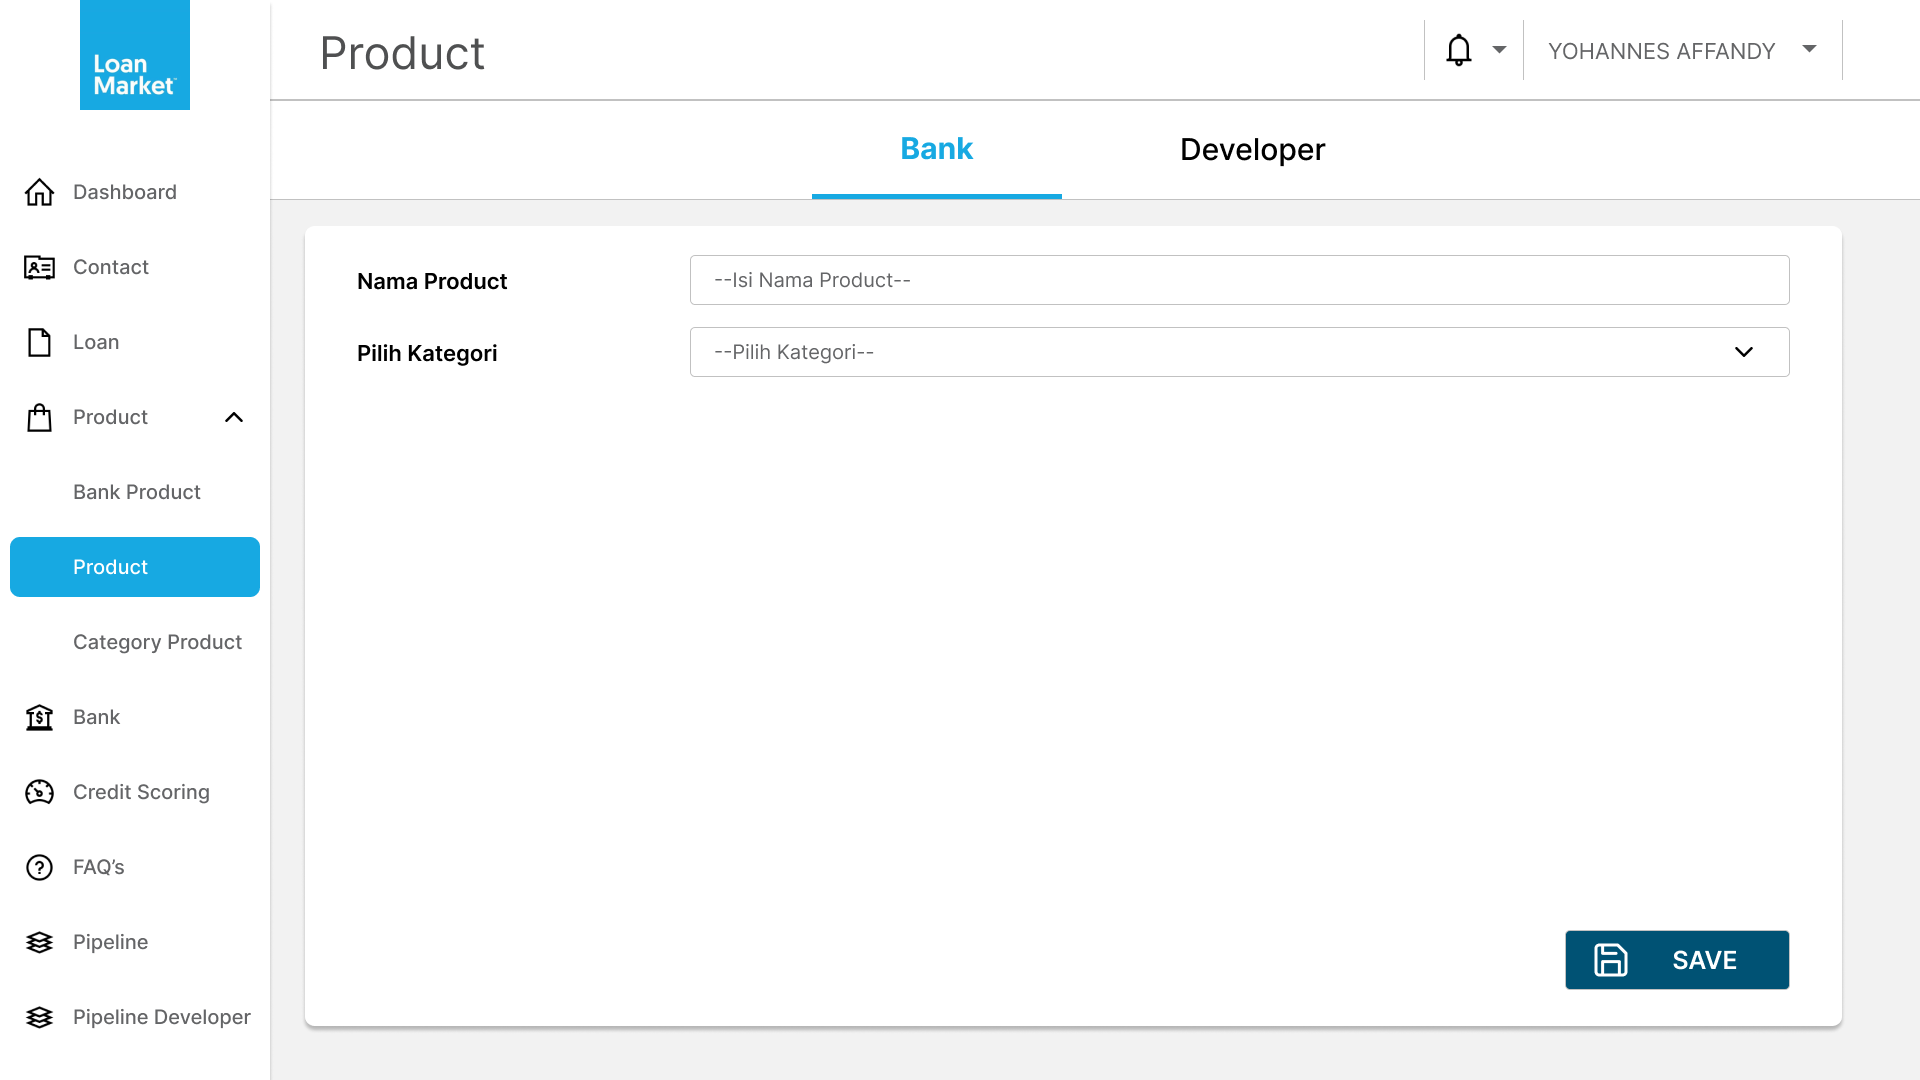 Loan
Market
Product
YOHANNES AFFANDY
Bank
Developer
Dashboard
Contact
Loan
Product
Bank Product
Product
Category Product
Bank
Credit Scoring
FAQ’s
Pipeline
Pipeline Developer
Nama Product
--Isi Nama Product--
Pilih Kategori
--Pilih Kategori--
SAVE